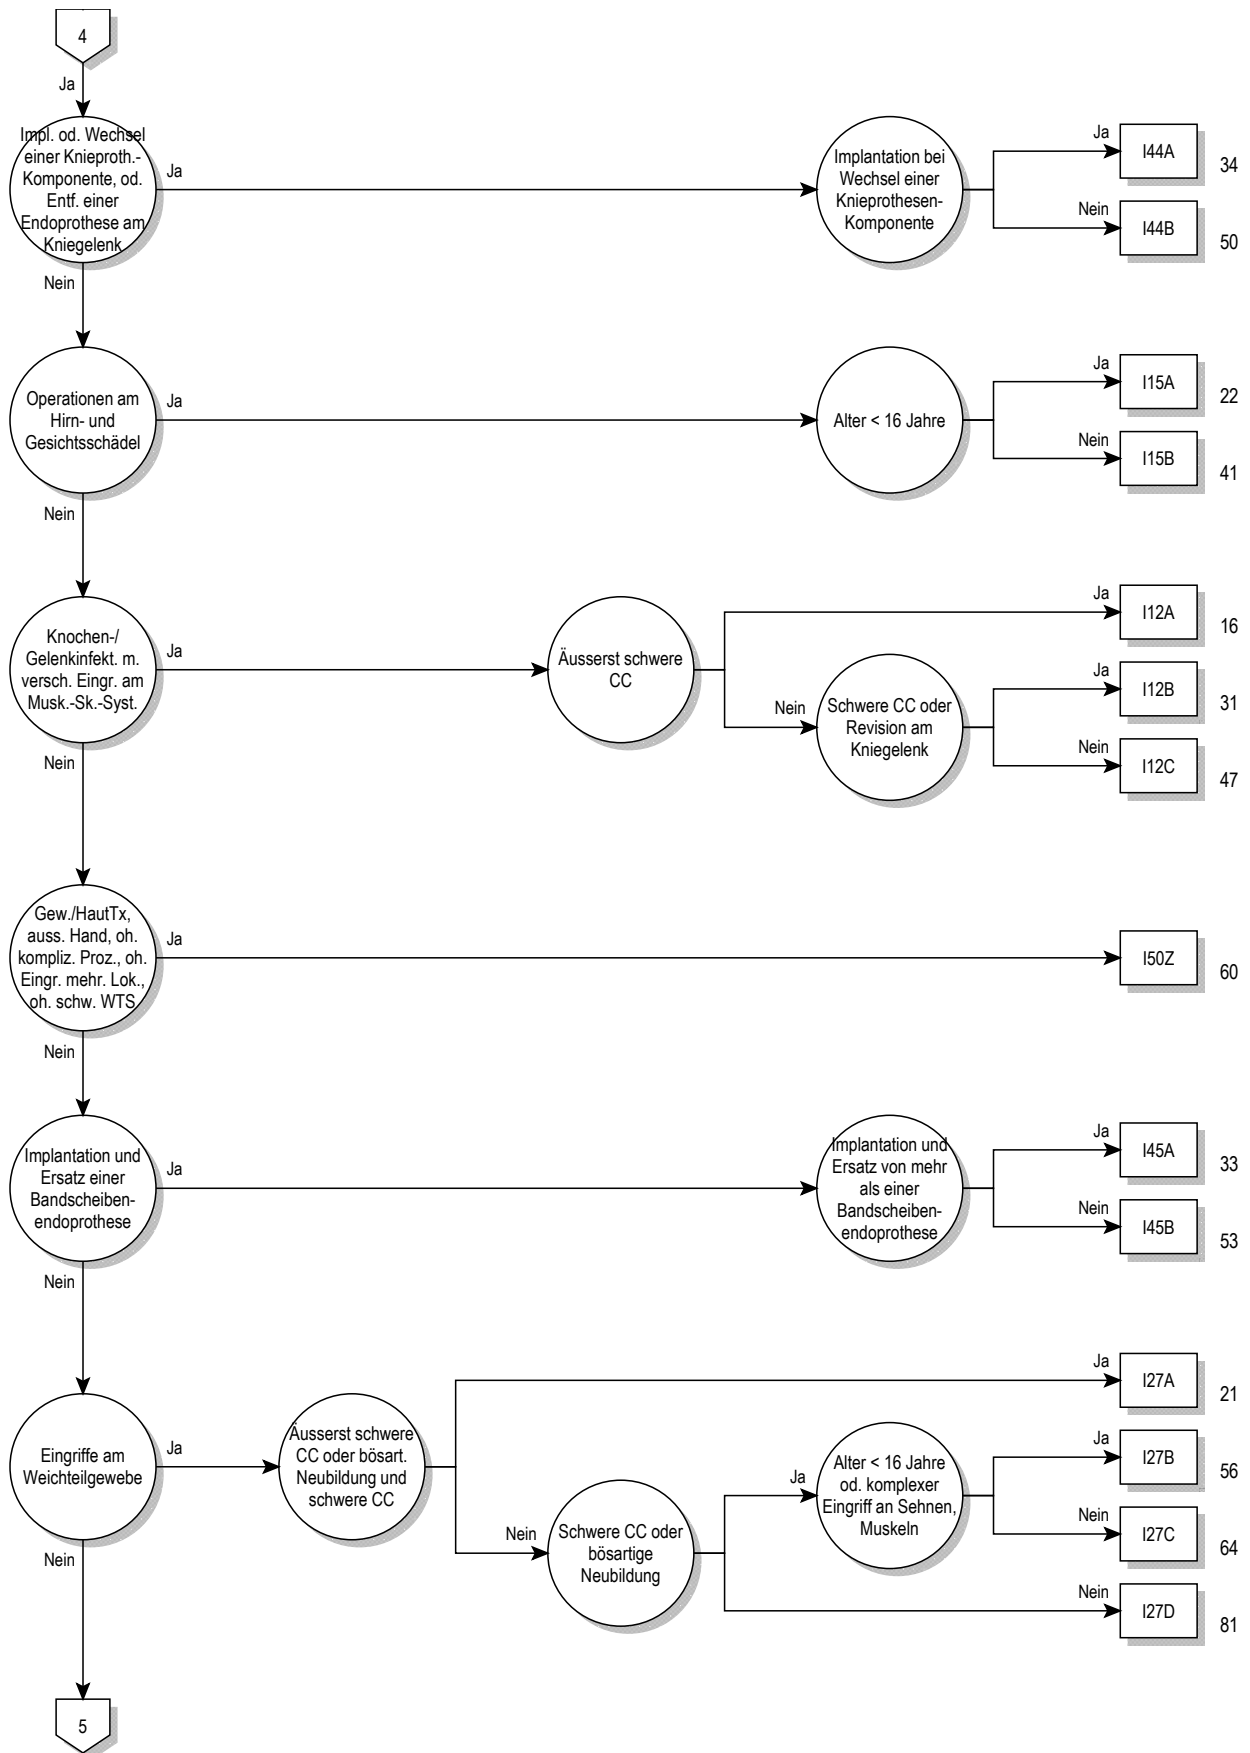 4
Ja
Impl. od. Wechsel
einer Knieproth.-
Komponente, od.
Entf. einer
Endoprothese am
Kniegelenk
Ja
Implantation bei
Wechsel einer
Knieprothesen-
Komponente
Ja
I44A
34
Nein
I44B
50
Nein
Operationen am
Hirn- und
Gesichtsschädel
Ja
Alter < 16 Jahre
Ja
I15A
22
Nein
I15B
41
Nein
Knochen-/
Gelenkinfekt. m.
versch. Eingr. am
Musk.-Sk.-Syst.
Ja
Äusserst schwere
CC
Ja
I12A
16
Nein
Schwere CC oder
Revision am
Kniegelenk
Ja
I12B
31
Nein
I12C
47
Nein
Gew./HautTx,
auss. Hand, oh.
kompliz. Proz., oh.
Eingr. mehr. Lok.,
oh. schw. WTS
Ja
I50Z
60
Nein
Implantation und
Ersatz einer
Bandscheiben-
endoprothese
Ja
Implantation und
Ersatz von mehr
als einer
Bandscheiben-
endoprothese
Ja
I45A
33
Nein
I45B
53
Nein
Eingriffe am
Weichteilgewebe
Ja
Äusserst schwere
CC oder bösart.
Neubildung und
schwere CC
Ja
I27A
21
Nein
Schwere CC oder
bösartige
Neubildung
Ja
Alter < 16 Jahre
od. komplexer
Eingriff an Sehnen,
Muskeln
Ja
I27B
56
Nein
I27C
64
Nein
I27D
81
Nein
5